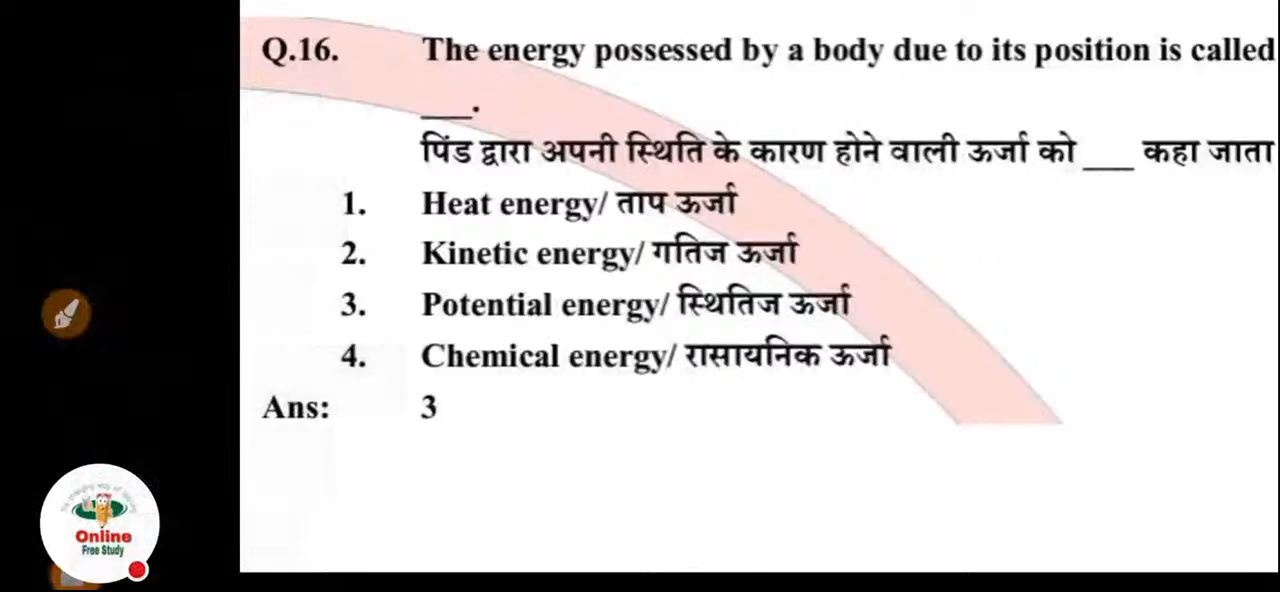 Q.16. The energy possessed by a body due to its position is called
___.
पिंड द्वारा अपनी स्थिति के कारण होने वाली ऊर्जा को ___ कहा जाता
1. Heat energy/ ताप ऊर्जा
2. Kinetic energy/ गतिज ऊर्जा
3. Potential energy/ स्थितिज ऊर्जा
4. Chemical energy/ रासायनिक ऊर्जा
Ans: 3
Online
Free Study